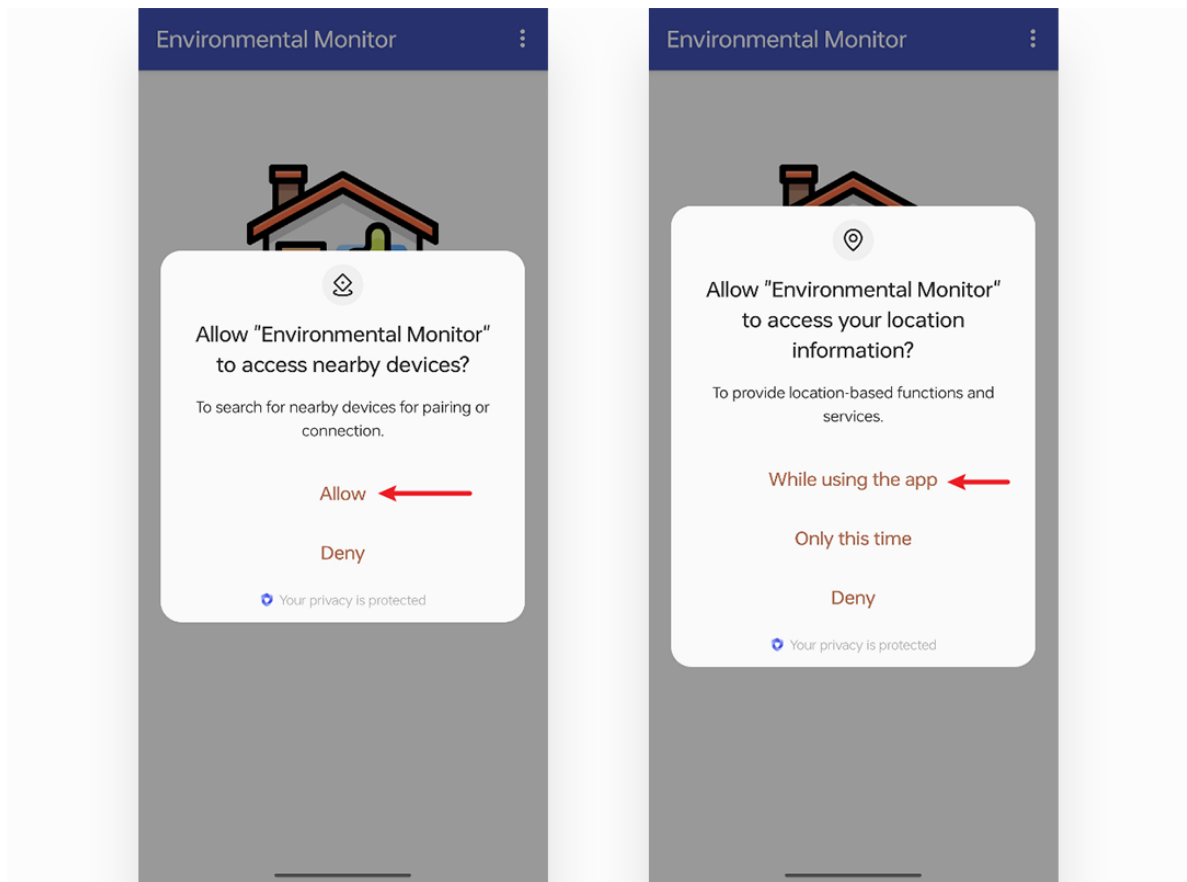 Environmental Monitor
Allow "Environmental Monitor"
to access nearby devices?
To search for nearby devices for pairing or
connection.
Allow
Deny
Your privacy is protected
Environmental Monitor
Allow "Environmental Monitor"
to access your location
information?
To provide location-based functions and
services.
While using the app
Only this time
Deny
Your privacy is protected